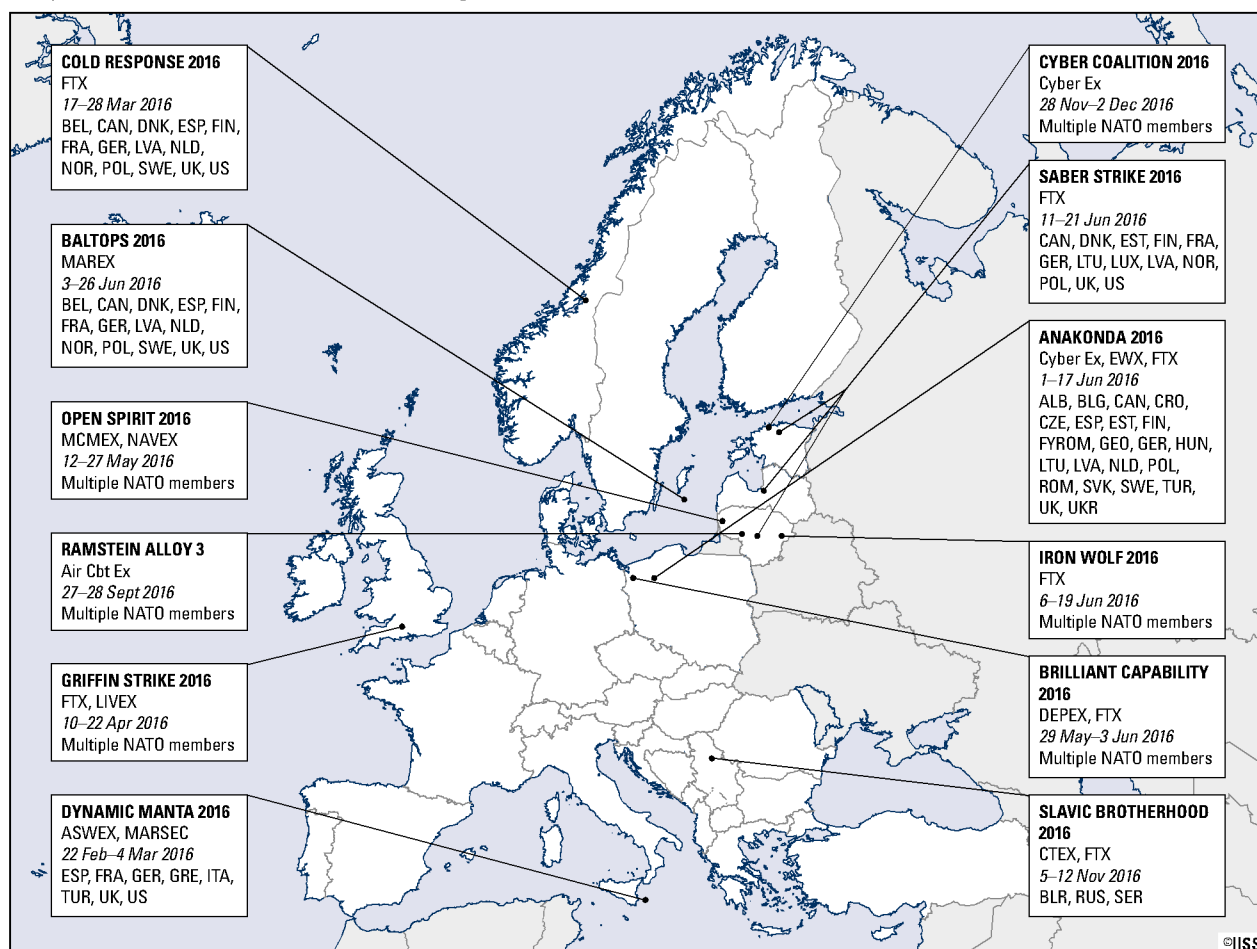 COLD RESPONSE 2016
FTX
17–28 Mar 2016
BEL, CAN, DNK, ESP, FIN,
FRA, GER, LVA, NLD,
NOR, POL, SWE, UK, US
BALTOPS 2016
MAREX
3–26 Jun 2016
BEL, CAN, DNK, ESP, FIN,
FRA, GER, LVA, NLD,
NOR, POL, SWE, UK, US
OPEN SPIRIT 2016
MCMEX, NAVEX
12–27 May 2016
Multiple NATO members
RAMSTEIN ALLOY 3
Air Cbt Ex
27–28 Sept 2016
Multiple NATO members
GRIFFIN STRIKE 2016
FTX, LIVEX
10–22 Apr 2016
Multiple NATO members
DYNAMIC MANTA 2016
ASWEX, MARSEC
22 Feb–4 Mar 2016
ESP, FRA, GER, GRE, ITA,
TUR, UK, US
CYBER COALITION 2016
Cyber Ex
28 Nov–2 Dec 2016
Multiple NATO members
SABER STRIKE 2016
FTX
11–21 Jun 2016
CAN, DNK, EST, FIN, FRA,
GER, LTU, LUX, LVA, NOR,
POL, UK, US
ANAKONDA 2016
Cyber Ex, EWX, FTX
1–17 Jun 2016
ALB, BLG, CAN, CRO,
CZE, ESP, EST, FIN,
FYROM, GEO, GER, HUN,
LTU, LVA, NLD, POL,
ROM, SVK, SWE, TUR,
UK, UKR
IRON WOLF 2016
FTX
6–19 Jun 2016
Multiple NATO members
BRILLIANT CAPABILITY
2016
DEPEX, FTX
29 May–3 Jun 2016
Multiple NATO members
SLAVIC BROTHERHOOD
2016
CTEX, FTX
5–12 Nov 2016
BLR, RUS, SER